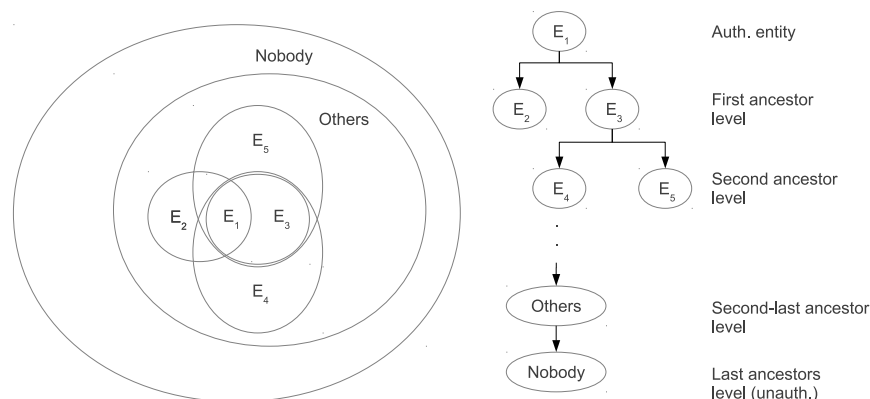 Nobody
Others
E5
E2
E1
E3
E4
E1
Auth. entity
E2
E3
First ancestor
level
E4
E5
Second ancestor
level
Others
Second-last ancestor
level
Nobody
Last ancestors
level (unauth.)